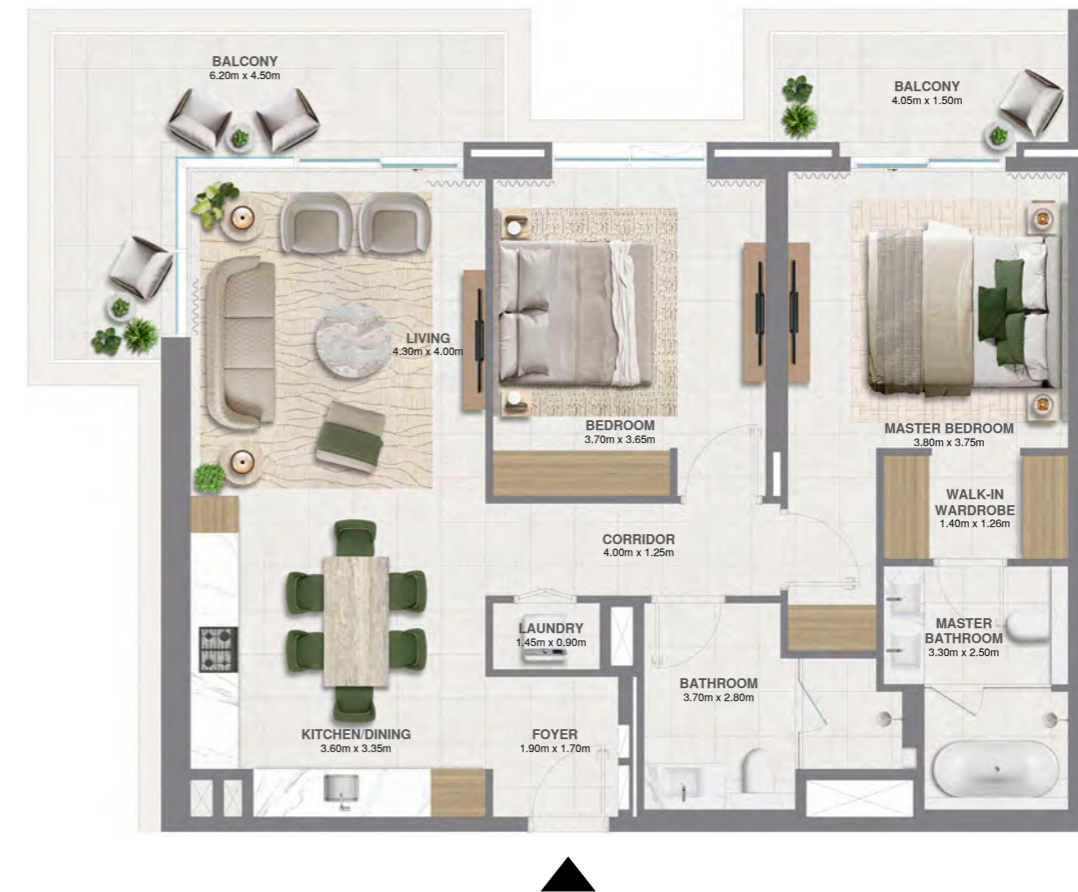 BALCONY
6.20m x 4.50m
BALCONY
4.05m x 1.50m
LIVING
4.30m x 4.00m
BEDROOM
3.70m x 3.65m
MASTER BEDROOM
3.80m x 3.75m
WALK-IN
WARDROBE
1.40m x 1.26m
CORRIDOR
4.00m x 1.25m
LAUNDRY
1.45m x 0.90m
MASTER
BATHROOM
3.30m x 2.50m
BATHROOM
3.70m x 2.80m
KITCHEN/DINING
3.60m x 3.35m
FOYER
1.90m x 1.70m